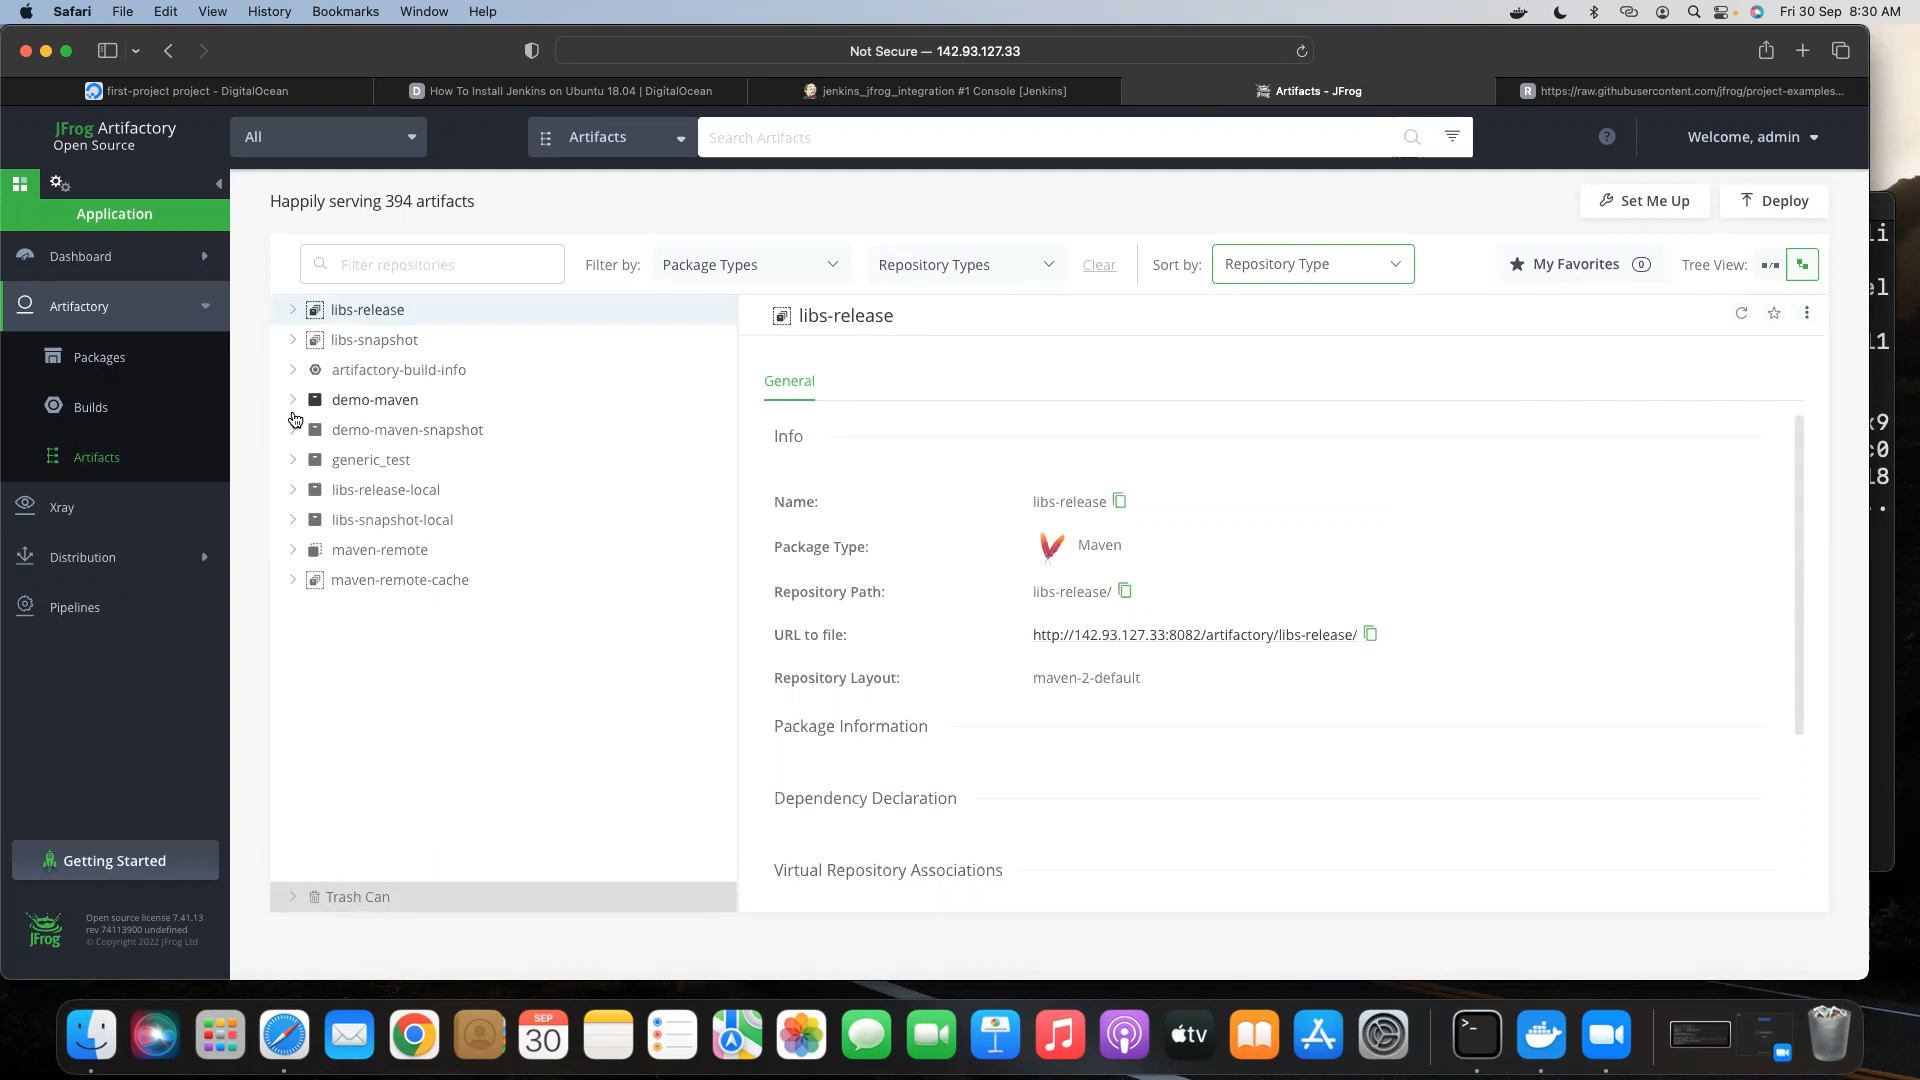 Safari File Edit View History Bookmarks Window Help
Fri 30 Sep 8:30 AM
Not Secure — 142.93.127.33
first-project project - DigitalOcean
D How To Install Jenkins on Ubuntu 18.04 | DigitalOcean
jenkins_jfrog_integration #1 Console [Jenkins]
Artifacts - JFrog
R https://raw.githubusercontent.com/jfrog/project-examples...
JFrog Artifactory
Open Source
All
Artifacts
Search Artifacts
?
Welcome, admin
Application
Dashboard
Artifactory
Packages
Builds
Artifacts
Xray
Distribution
Pipelines
Getting Started
JFrog
Open source license 7.41.13
rev 74113900 undefined
© Copyright 2022 JFrog Ltd
Happily serving 394 artifacts
Set Me Up
Deploy
Filter repositories
Filter by:
Package Types
Repository Types
Clear
Sort by:
Repository Type
My Favorites 0
Tree View:
libs-release
libs-snapshot
artifactory-build-info
demo-maven
demo-maven-snapshot
generic_test
libs-release-local
libs-snapshot-local
maven-remote
maven-remote-cache
Trash Can
libs-release
General
Info
Name: libs-release
Package Type: Maven
Repository Path: libs-release/
URL to file: http://142.93.127.33:8082/artifactory/libs-release/
Repository Layout: maven-2-default
Package Information
Dependency Declaration
Virtual Repository Associations
SEP
30
tv